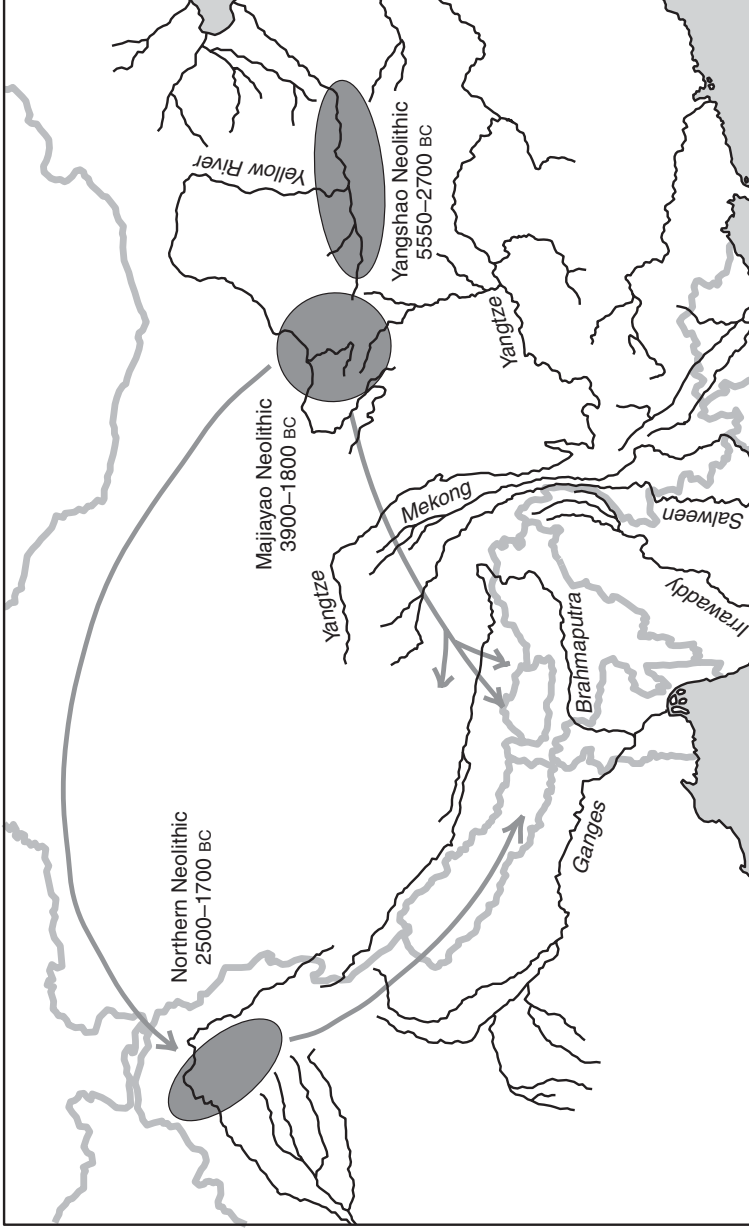 Northern Neolithic
2500–1700 BC
Majiayao Neolithic
3900–1800 BC
Yellow River
Yangshao Neolithic
5550–2700 BC
Yangtze
Mekong
Yangtze
Ganges
Brahmaputra
Irrawaddy
Salween